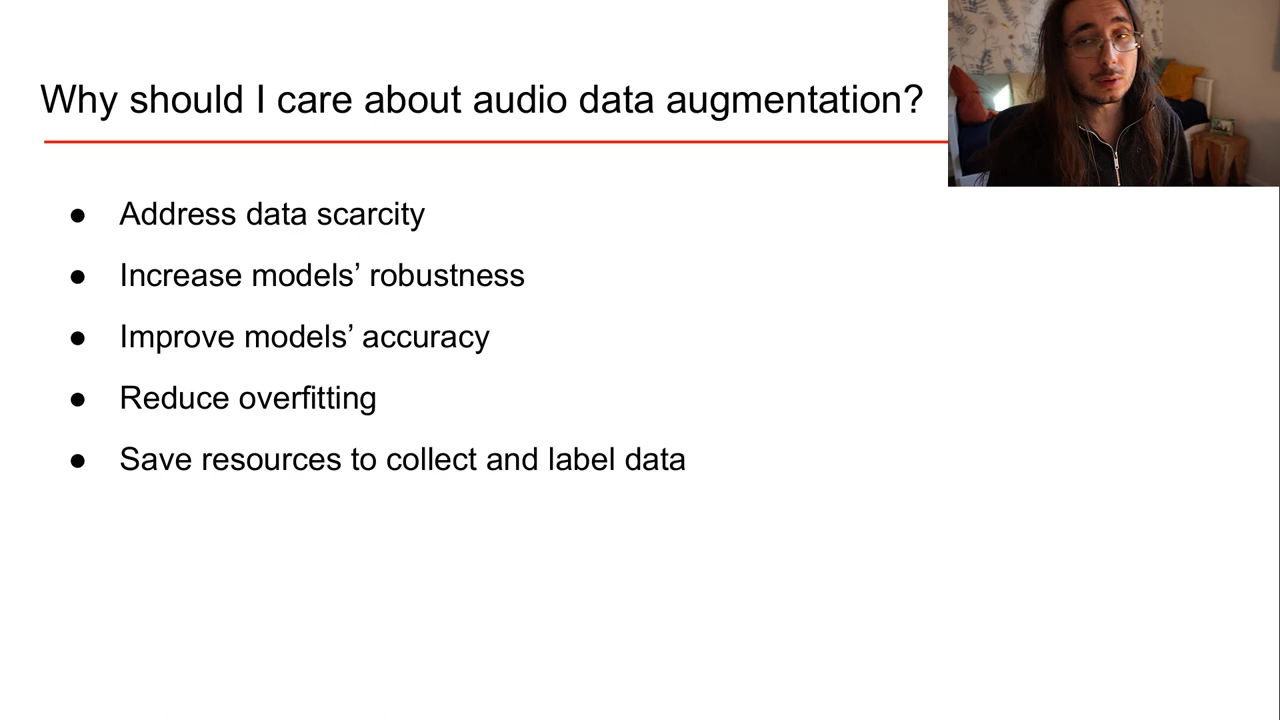 Why should I care about audio data augmentation?
● Address data scarcity
● Increase models’ robustness
● Improve models’ accuracy
● Reduce overfitting
● Save resources to collect and label data